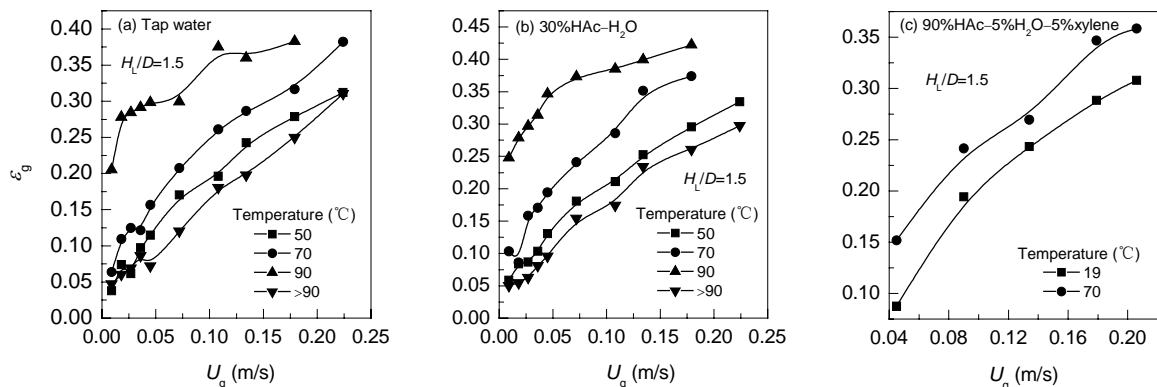 (a) Tap water
H_L/D=1.5
ε_g
0.40
0.35
0.30
0.25
0.20
0.15
0.10
0.05
0.00
Temperature (℃)
50
70
90
>90
0.00 0.05 0.10 0.15 0.20 0.25
U_g (m/s)
(b) 30%HAc–H₂O
0.45
0.40
0.35
0.30
0.25
0.20
0.15
0.10
0.05
0.00
H_L/D=1.5
Temperature (℃)
50
70
90
>90
0.00 0.05 0.10 0.15 0.20 0.25
U_g (m/s)
(c) 90%HAc–5%H₂O–5%xylene
0.35
0.30
0.25
0.20
0.15
0.10
H_L/D=1.5
Temperature (℃)
19
70
0.04 0.08 0.12 0.16 0.20
U_g (m/s)